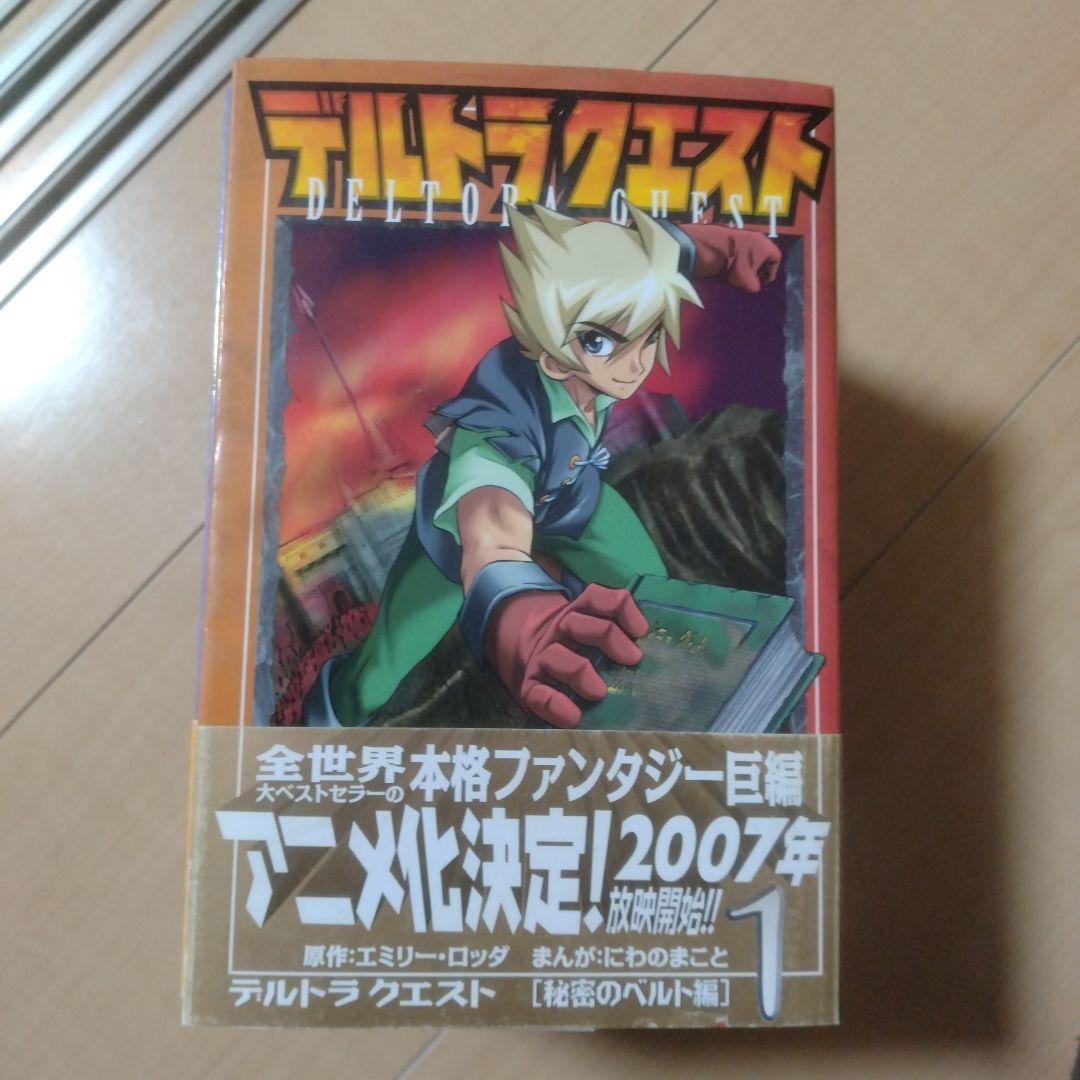 デルトラ クエスト
DELTORA QUEST
全世界
大ベストセラーの
本格ファンタジー巨編
アニメ化決定!
2007年
放映開始!!
原作:エミリー・ロッダ　まんが:にわのまこと
デルトラ クエスト　[秘密のベルト編]
1